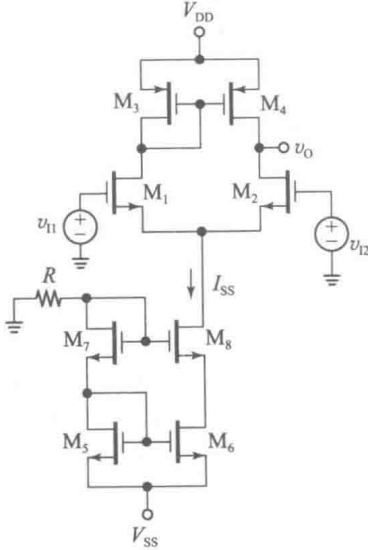 V_DD
M_3
M_4
v_O
M_1
M_2
v_I1
v_I2
R
I_SS
M_7
M_8
M_5
M_6
V_SS